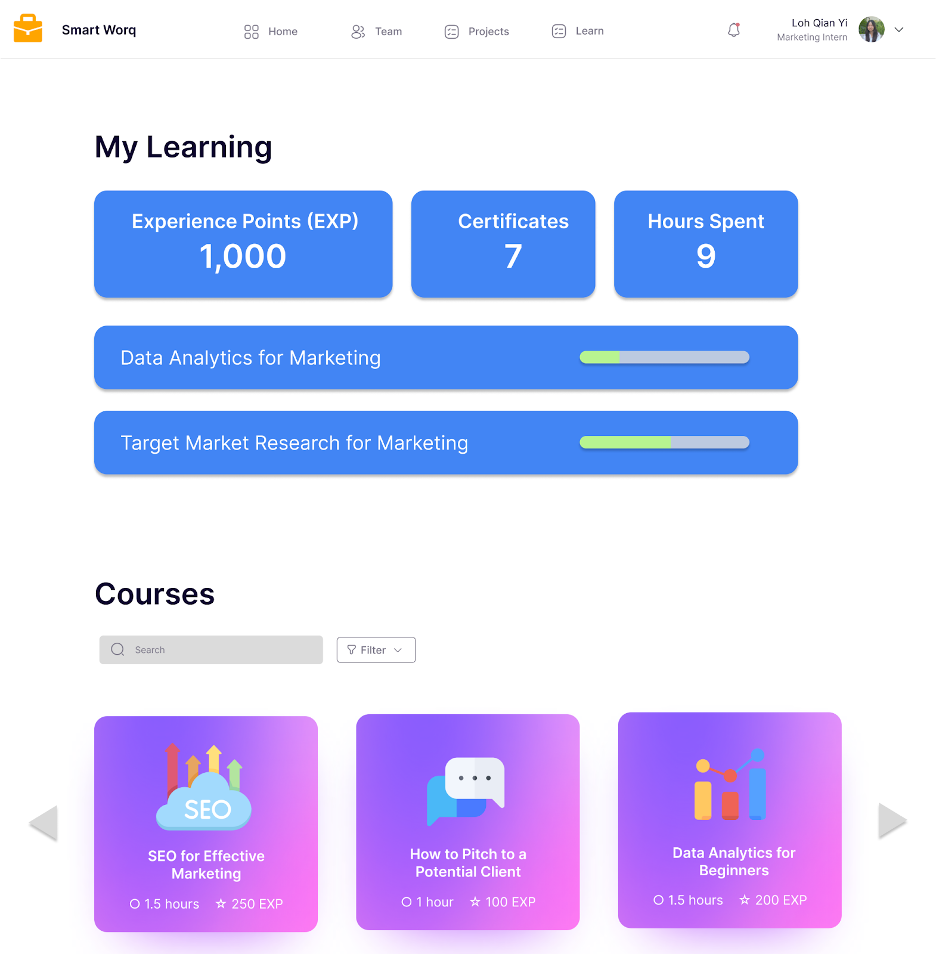 Smart Worq
Home
Team
Projects
Learn
Loh Qian Yi
Marketing Intern
My Learning
Experience Points (EXP)
1,000
Certificates
7
Hours Spent
9
Data Analytics for Marketing
Target Market Research for Marketing
Courses
Search
Filter
SEO
SEO for Effective
Marketing
1.5 hours
250 EXP
How to Pitch to a
Potential Client
1 hour
100 EXP
Data Analytics for
Beginners
1.5 hours
200 EXP